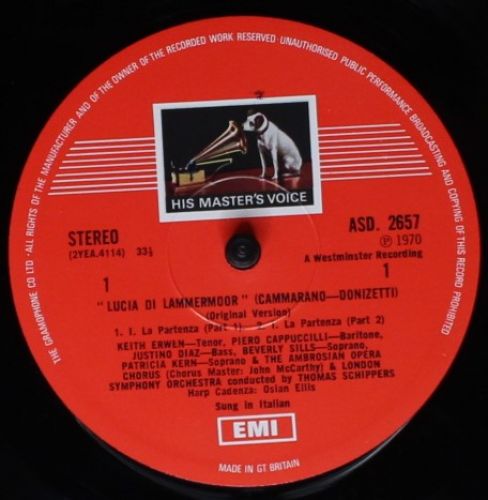 · ALL RIGHTS OF THE MANUFACTURER AND OF THE OWNER OF THE RECORDED WORK RESERVED · UNAUTHORISED PUBLIC PERFORMANCE BROADCASTING AND COPYING OF THIS RECORD PROHIBITED
THE GRAMOPHONE CO LTD
HIS MASTER'S VOICE
STEREO
(2YEA.4114) 33⅓
ASD. 2657
Ⓟ 1970
A Westminster Recording
1
1
"LUCIA DI LAMMERMOOR" (CAMMARANO—DONIZETTI)
(Original Version)
1. I. La Partenza (Part 1) 2. I. La Partenza (Part 2)
KEITH ERWEN—Tenor, PIERO CAPPUCCILLI—Baritone,
JUSTINO DIAZ—Bass, BEVERLY SILLS—Soprano,
PATRICIA KERN—Soprano & THE AMBROSIAN OPERA
CHORUS (Chorus Master: John McCarthy) & LONDON
SYMPHONY ORCHESTRA conducted by THOMAS SCHIPPERS
Harp Cadenza: Osian Ellis
Sung in Italian
EMI
MADE IN GT BRITAIN